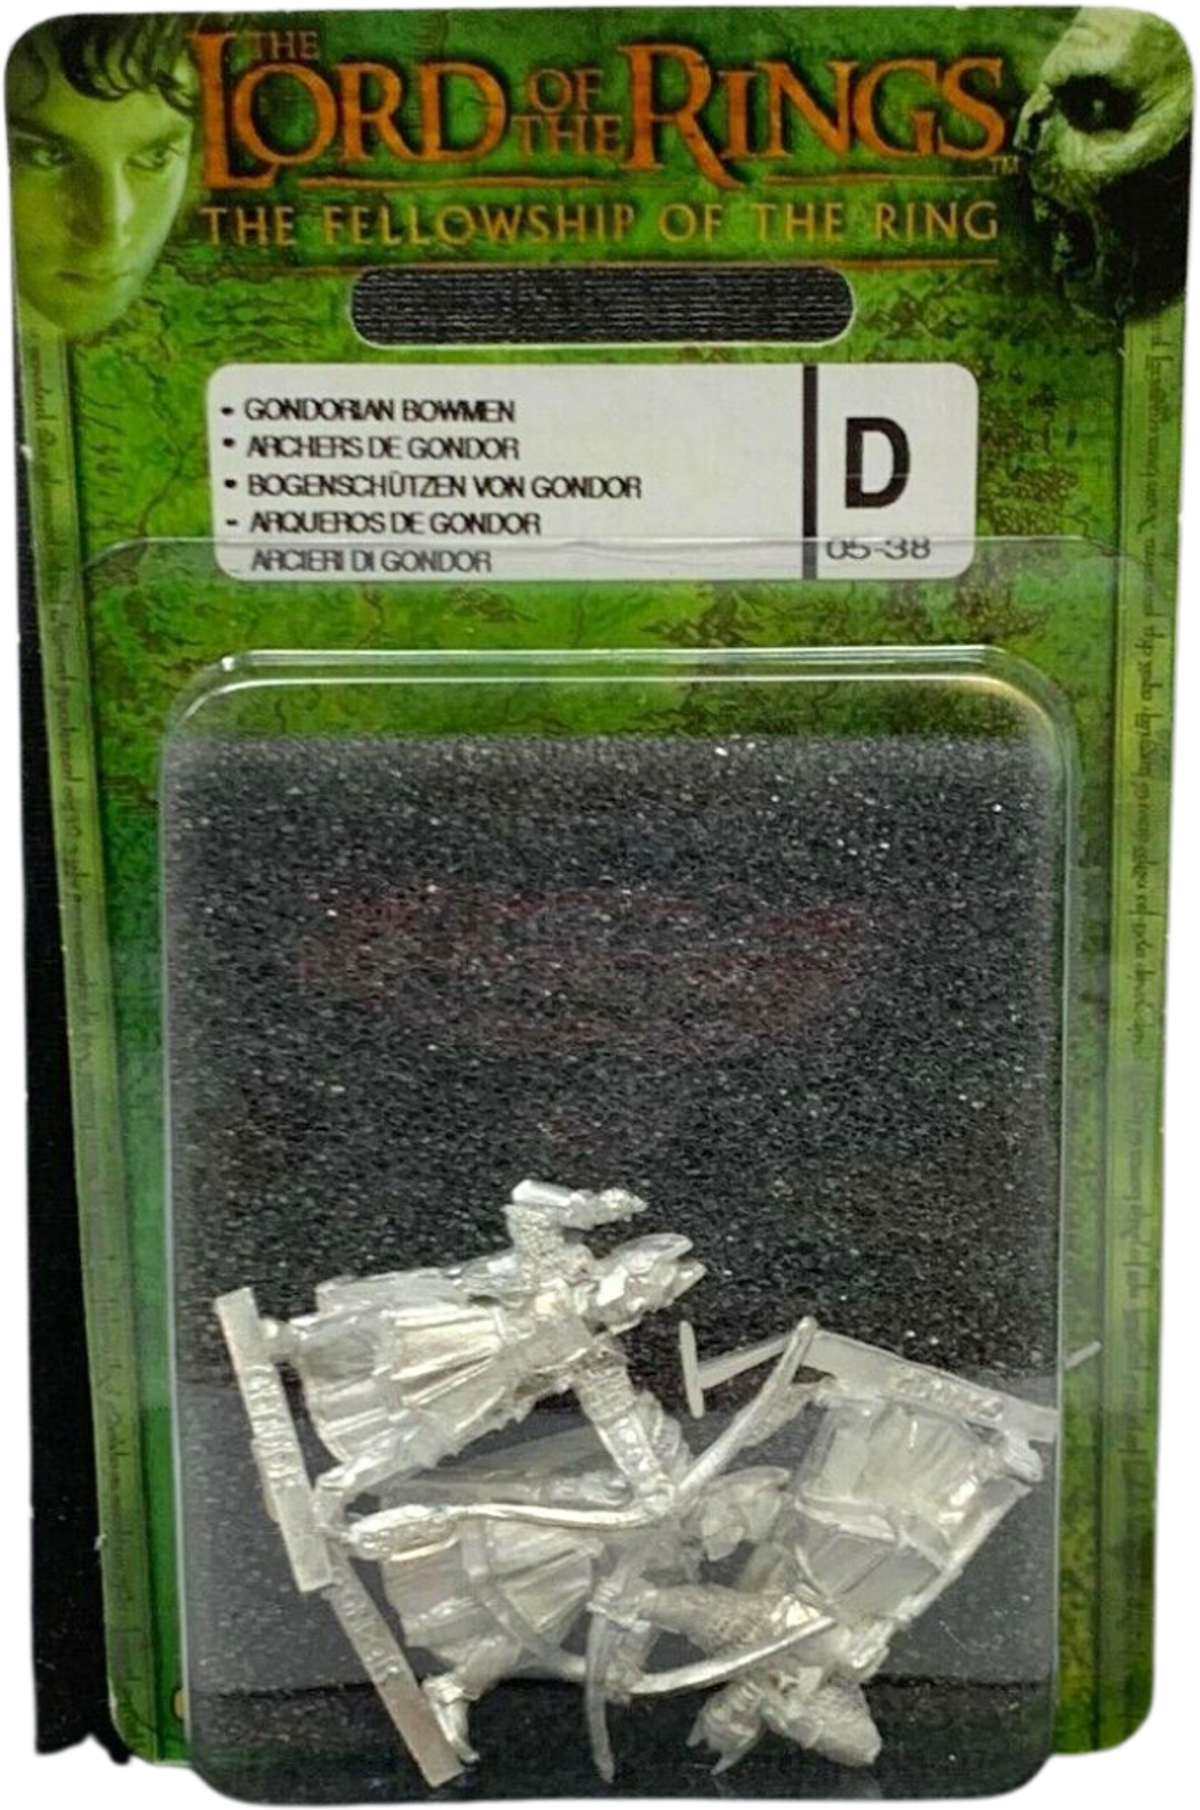 THE
LORD OF THE RINGS™
THE FELLOWSHIP OF THE RING
- GONDORIAN BOWMEN
• ARCHERS DE GONDOR
• BOGENSCHÜTZEN VON GONDOR
- ARQUEROS DE GONDOR
ARCIERI DI GONDOR
D
05-38